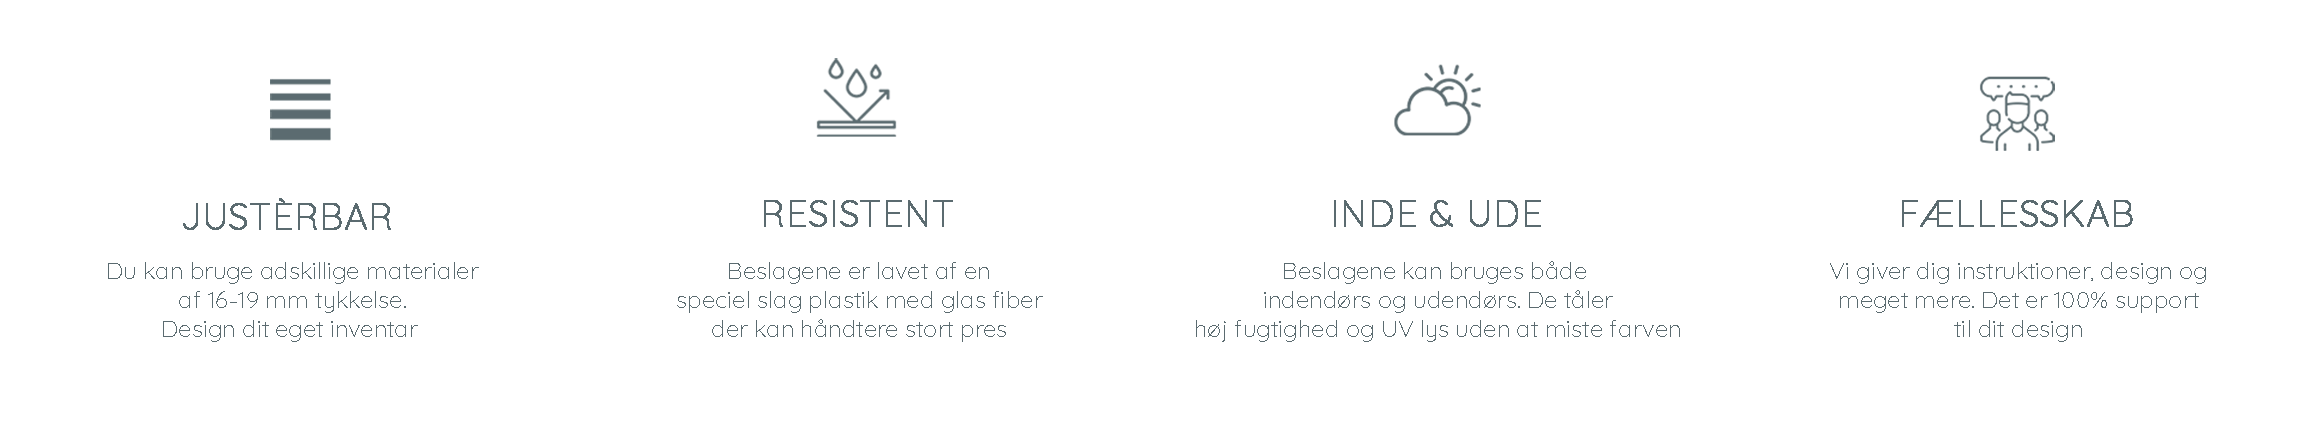 JUSTÈRBAR
Du kan bruge adskillige materialer
af 16-19 mm tykkelse.
Design dit eget inventar
RESISTENT
Beslagene er lavet af en
speciel slag plastik med glas fiber
der kan håndtere stort pres
INDE & UDE
Beslagene kan bruges både
indendørs og udendørs. De tåler
høj fugtighed og UV lys uden at miste farven
FÆLLESSKAB
Vi giver dig instruktioner, design og
meget mere. Det er 100% support
til dit design